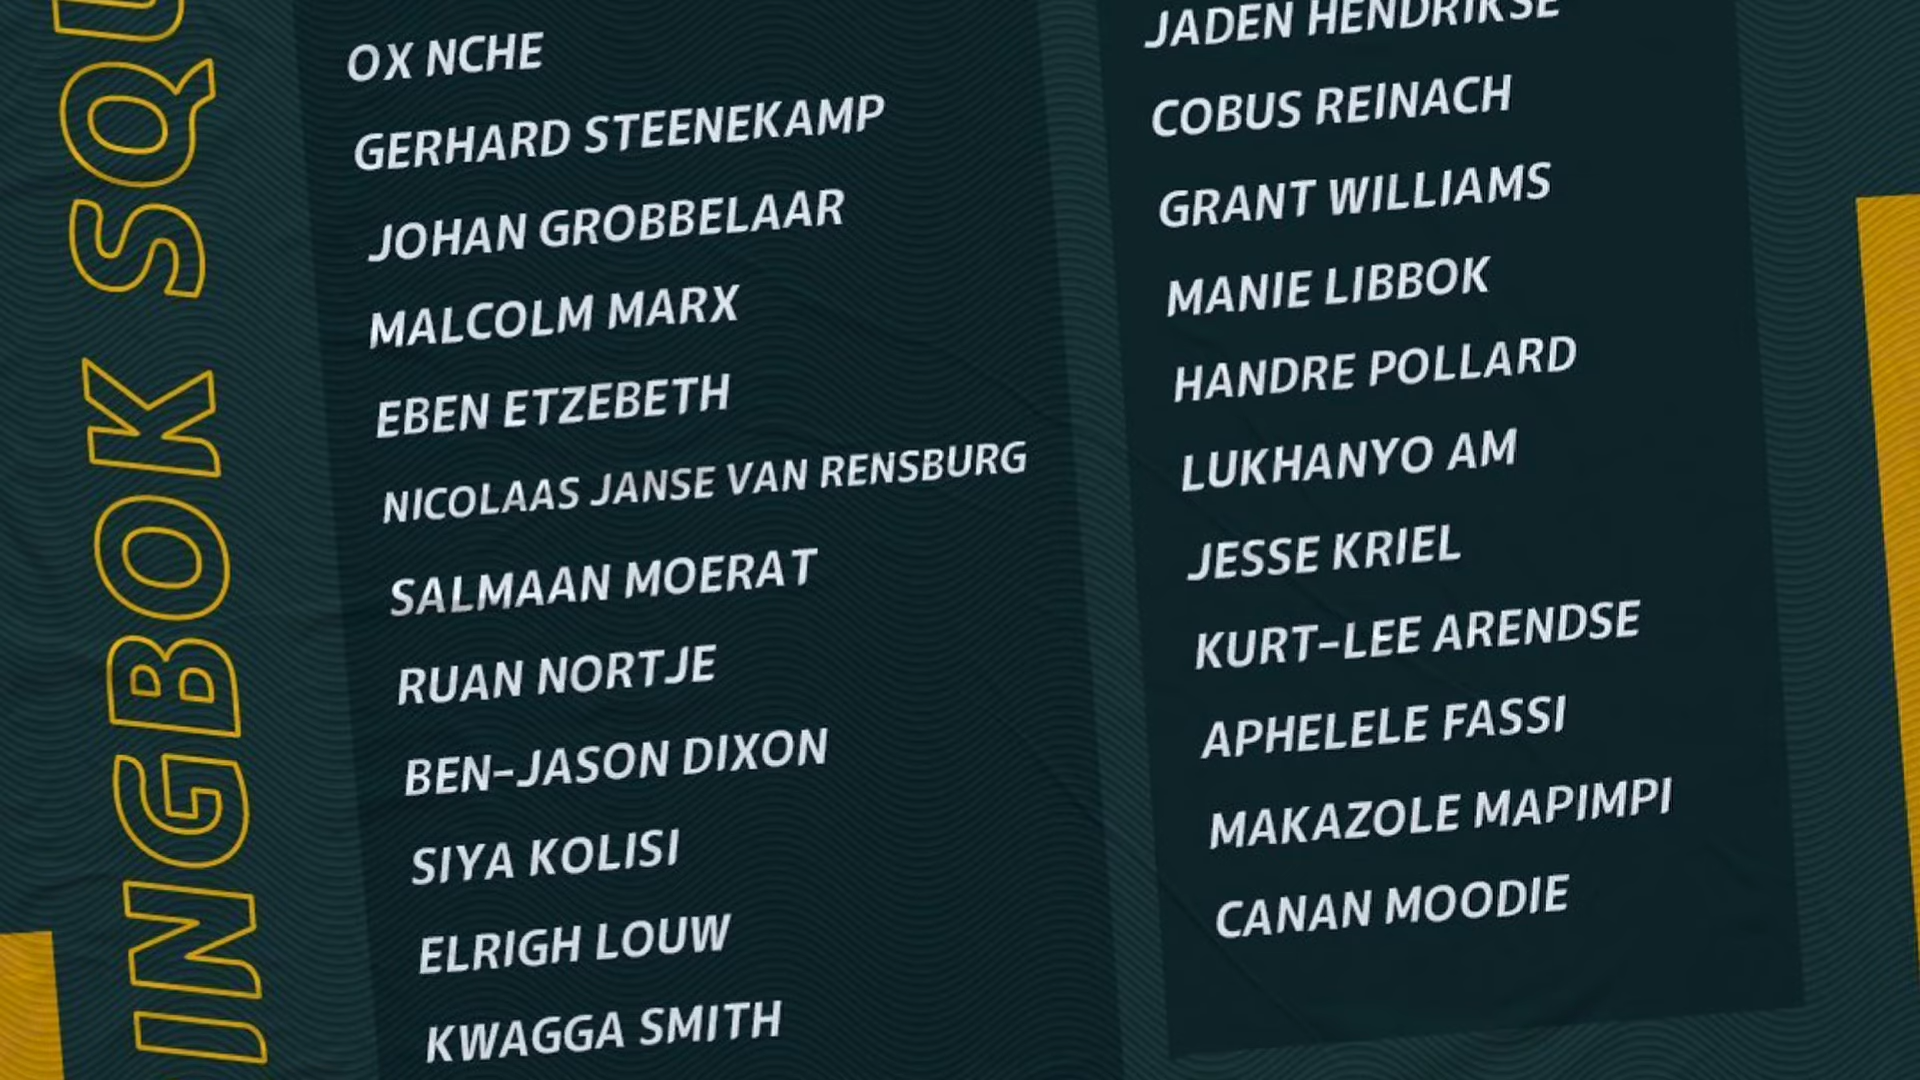 INGBOK SQU
OX NCHE
GERHARD STEENEKAMP
JOHAN GROBBELAAR
MALCOLM MARX
EBEN ETZEBETH
NICOLAAS JANSE VAN RENSBURG
SALMAAN MOERAT
RUAN NORTJE
BEN-JASON DIXON
SIYA KOLISI
ELRIGH LOUW
KWAGGA SMITH
JADEN HENDRIKSE
COBUS REINACH
GRANT WILLIAMS
MANIE LIBBOK
HANDRE POLLARD
LUKHANYO AM
JESSE KRIEL
KURT-LEE ARENDSE
APHELELE FASSI
MAKAZOLE MAPIMPI
CANAN MOODIE